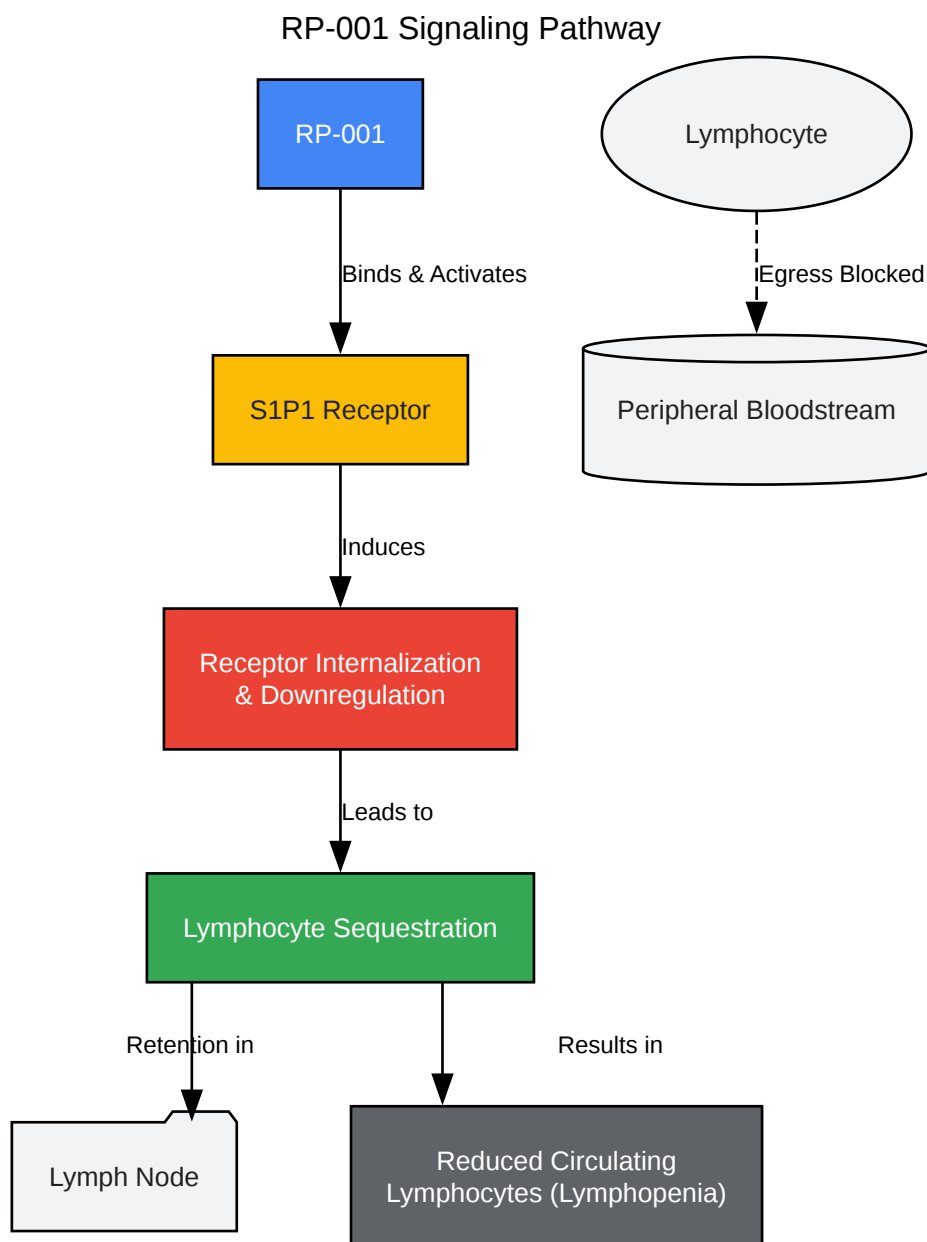 RP-001 Signaling Pathway
RP-001
Lymphocyte
Binds & Activates
Egress Blocked
S1P1 Receptor
Peripheral Bloodstream
Induces
Receptor Internalization
& Downregulation
Leads to
Lymphocyte Sequestration
Retention in
Results in
Lymph Node
Reduced Circulating
Lymphocytes (Lymphopenia)